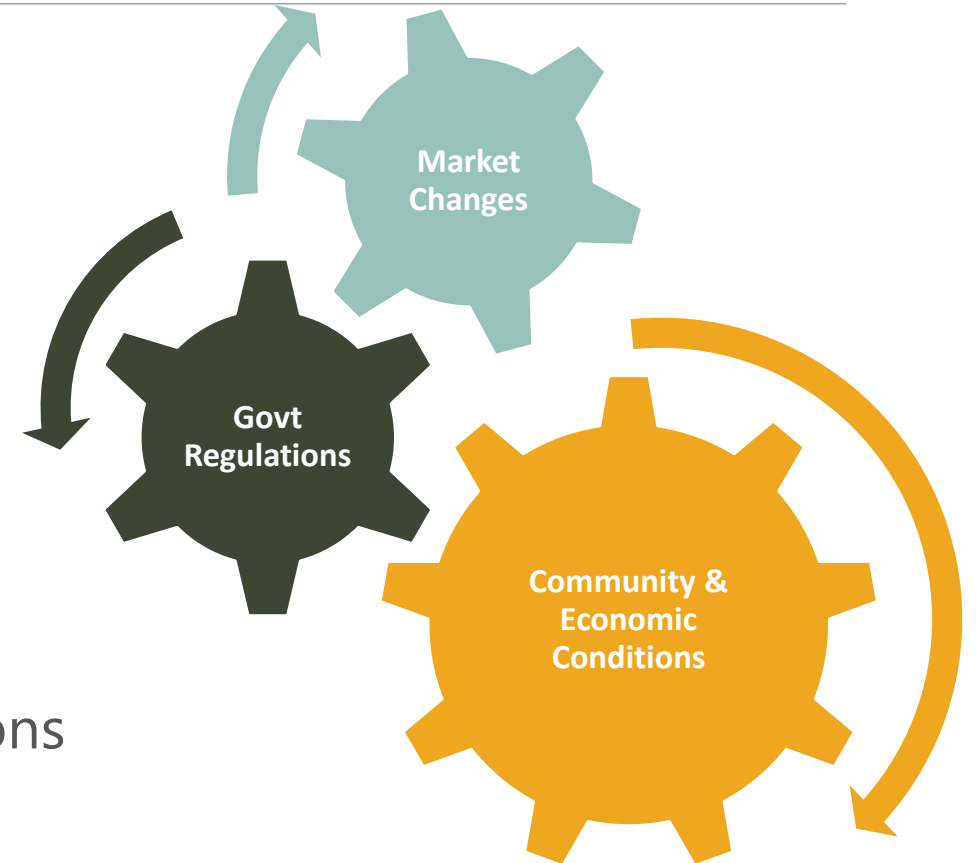 Market
Changes
Govt
Regulations
Community &
Economic
Conditions
ons